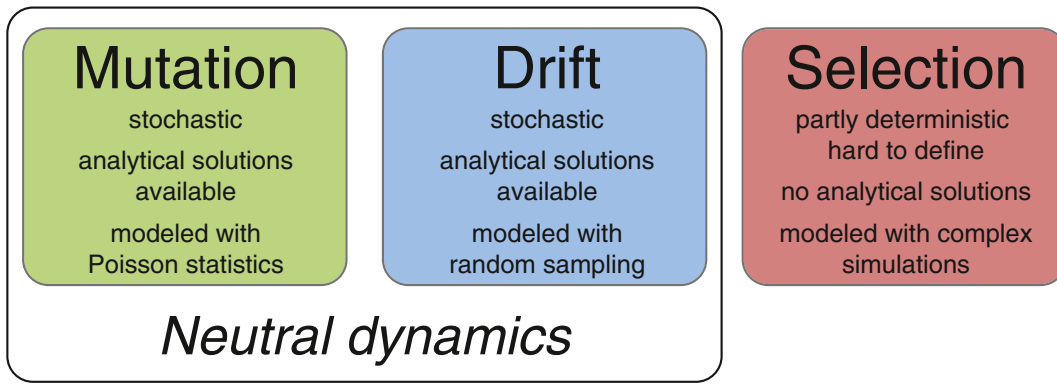 Mutation
stochastic
analytical solutions
available
modeled with
Poisson statistics
Drift
stochastic
analytical solutions
available
modeled with
random sampling
Selection
partly deterministic
hard to define
no analytical solutions
modeled with complex
simulations
Neutral dynamics